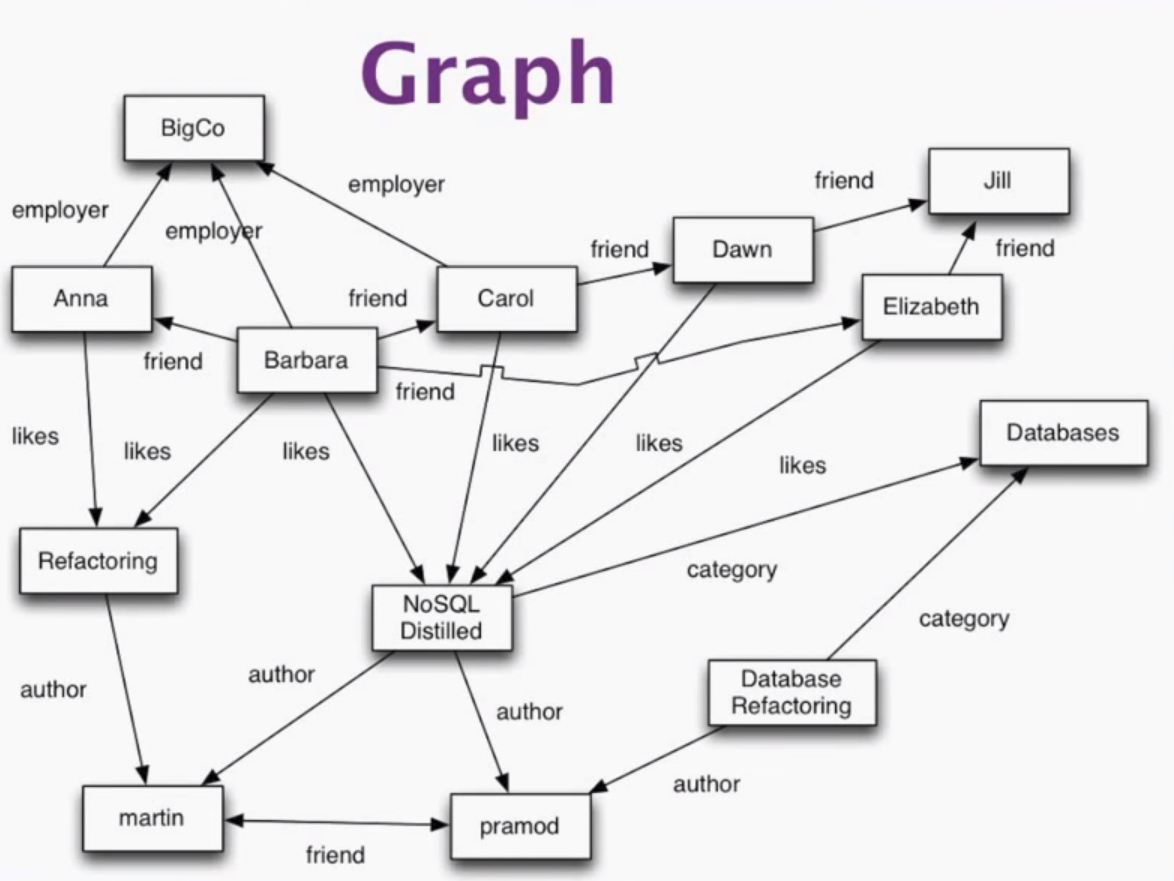 Graph
BigCo
employer
Jill
friend
employer
employer
friend
Dawn
friend
Anna
friend
Carol
Elizabeth
friend
Barbara
friend
likes
likes
likes
likes
likes
likes
Databases
Refactoring
category
NoSQL
Distilled
category
author
author
author
Database
Refactoring
author
martin
pramod
friend